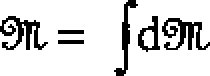 𝔐 = ∫d𝔐